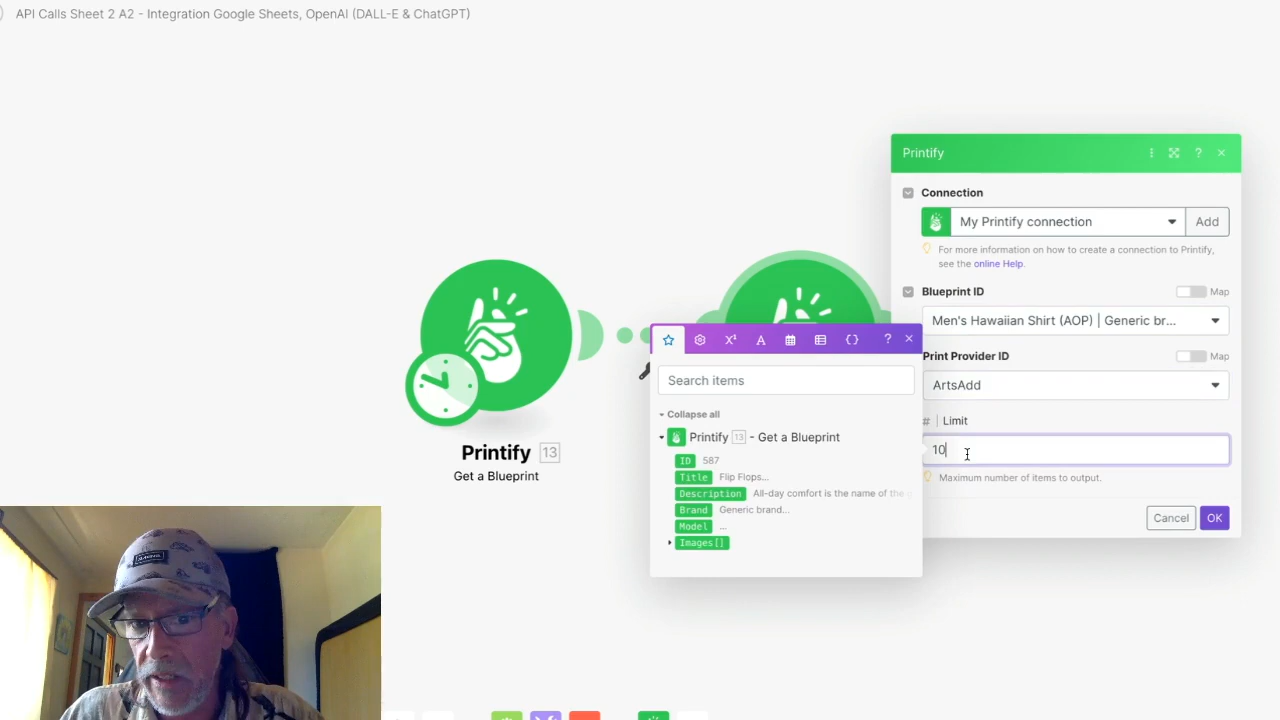 API Calls Sheet 2 A2 - Integration Google Sheets, OpenAI (DALL-E & ChatGPT)
Printify
Connection
My Printify connection
Add
For more information on how to create a connection to Printify,
see the online Help.
Blueprint ID
Map
Men's Hawaiian Shirt (AOP) | Generic br...
Print Provider ID
Map
ArtsAdd
# | Limit
10
Maximum number of items to output.
Cancel
OK
Search items
Collapse all
Printify 13 - Get a Blueprint
ID 587
Title Flip Flops...
Description All-day comfort is the name of the
Brand Generic brand...
Model ...
Images[]
Printify 13
Get a Blueprint